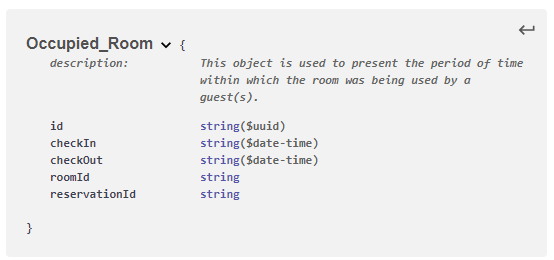 Occupied_Room {
description: This object is used to present the period of time
within which the room was being used by a
guest(s).
id string($uuid)
checkIn string($date-time)
checkOut string($date-time)
roomId string
reservationId string
}